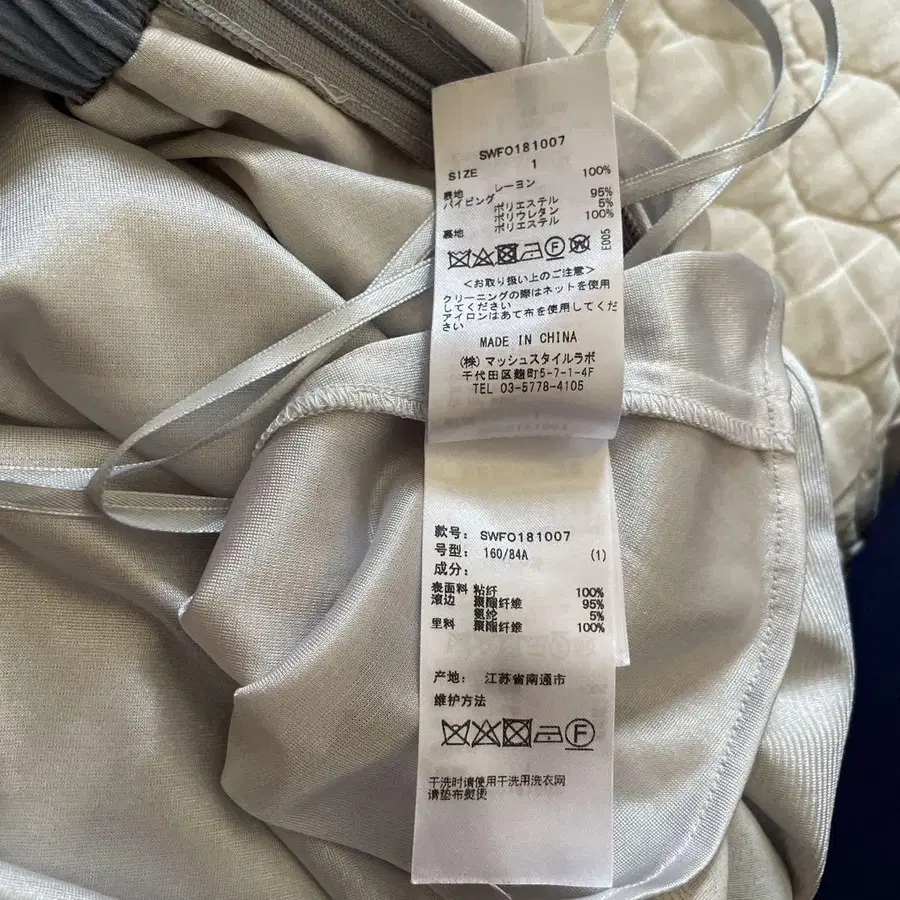 SWFO181007
SIZE 1
表地 レーヨン 100%
パイピング ポリエステル 95%
ポリウレタン 5%
裏地 ポリエステル 100%
F
E005
<お取り扱い上のご注意>
クリーニングの際はネットを使用
してください
アイロンはあて布を使用してくだ
さい
MADE IN CHINA
(株)マッシュスタイルラボ
千代田区麹町5-7-1-4F
TEL 03-5778-4105
款号: SWFO181007
号型: 160/84A (1)
成分:
表面料 粘纤 100%
滚边 聚酯纤维 95%
氨纶 5%
里料 聚酯纤维 100%
产地: 江苏省南通市
维护方法
F
干洗时请使用干洗用洗衣网
请垫布熨烫